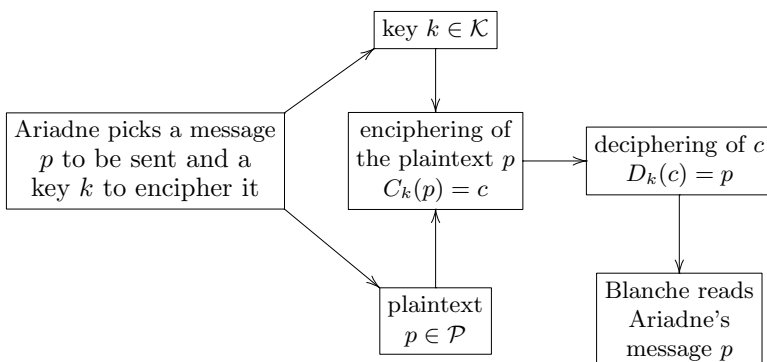 key k ∈ 𝒦
Ariadne picks a message
p to be sent and a
key k to encipher it
enciphering of
the plaintext p
C_k(p) = c
deciphering of c
D_k(c) = p
plaintext
p ∈ 𝒫
Blanche reads
Ariadne's
message p